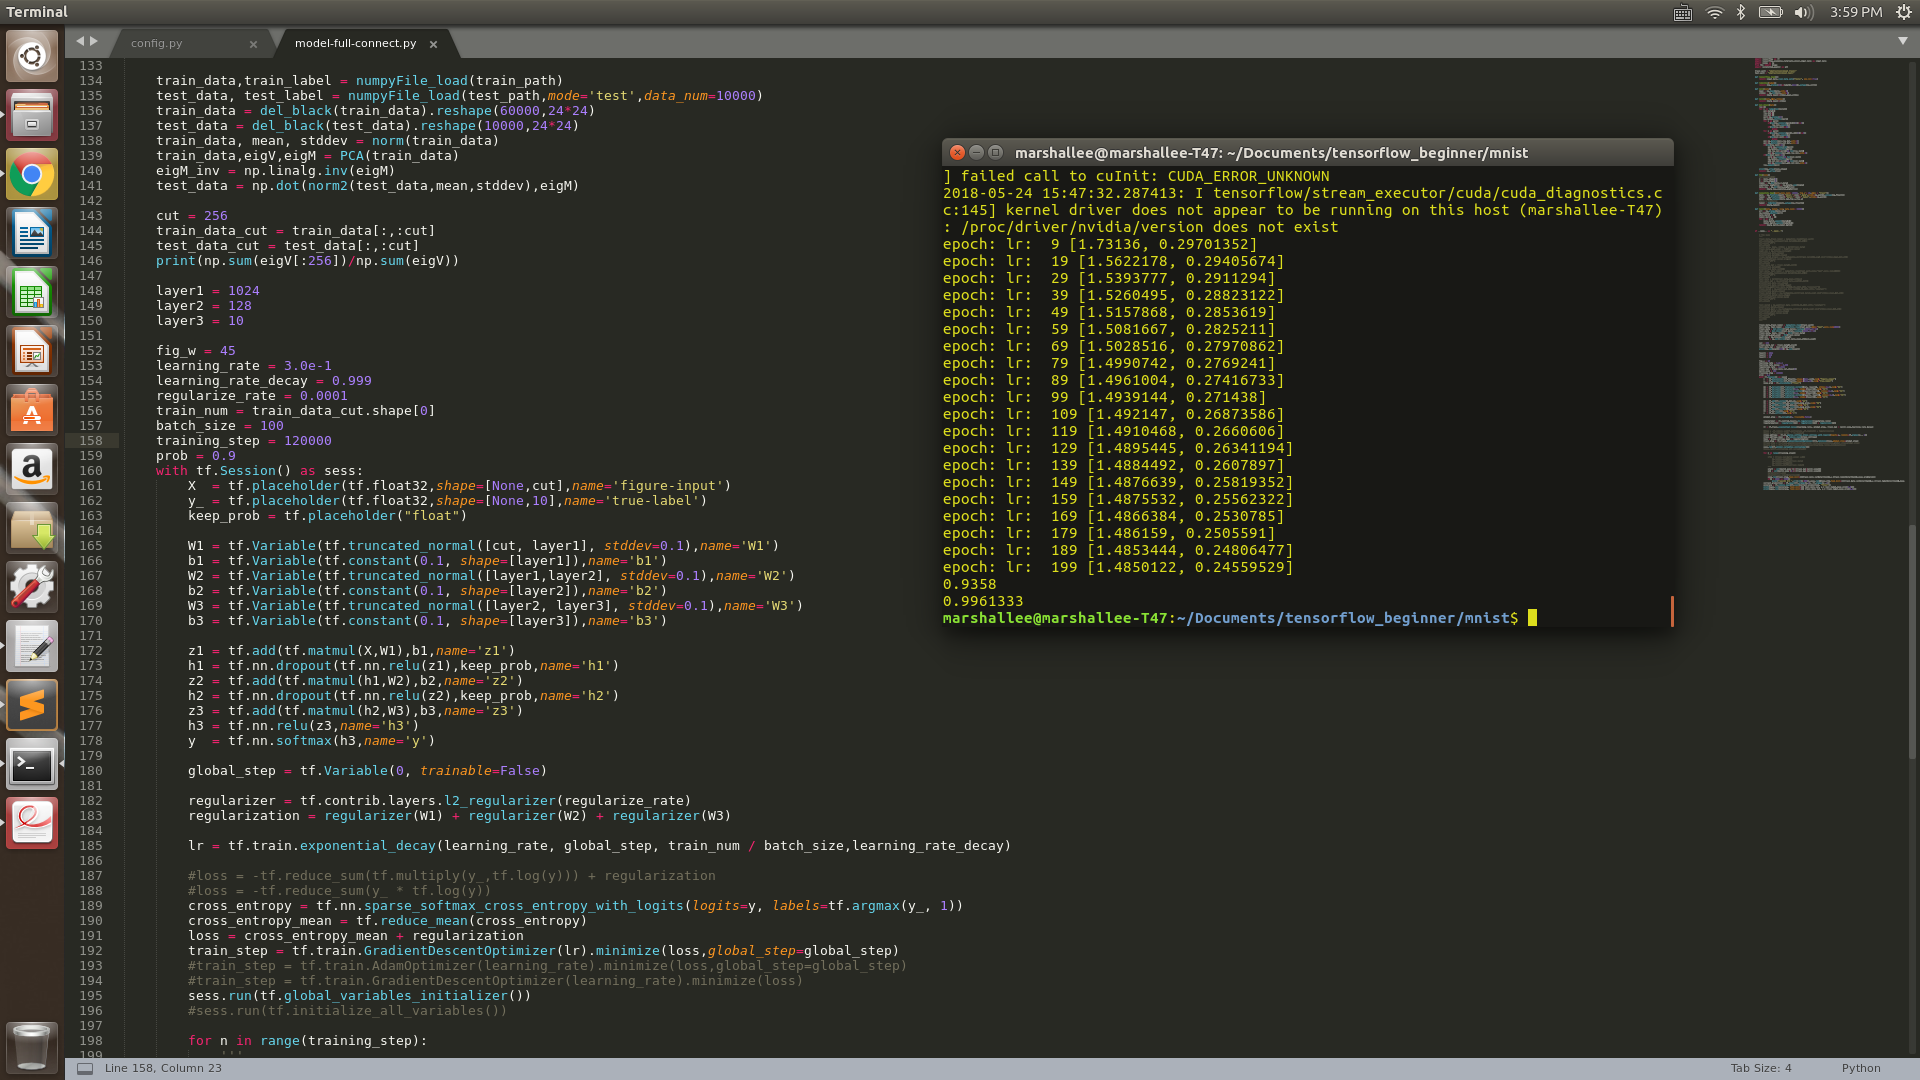 Terminal
3:59 PM
config.py ×
model-full-connect.py ×
133
134 train_data,train_label = numpyFile_load(train_path)
135 test_data, test_label = numpyFile_load(test_path,mode='test',data_num=10000)
136 train_data = del_black(train_data).reshape(60000,24*24)
137 test_data = del_black(test_data).reshape(10000,24*24)
138 train_data, mean, stddev = norm(train_data)
139 train_data,eigV,eigM = PCA(train_data)
140 eigM_inv = np.linalg.inv(eigM)
141 test_data = np.dot(norm2(test_data,mean,stddev),eigM)
142
143 cut = 256
144 train_data_cut = train_data[:,:cut]
145 test_data_cut = test_data[:,:cut]
146 print(np.sum(eigV[:256])/np.sum(eigV))
147
148 layer1 = 1024
149 layer2 = 128
150 layer3 = 10
151
152 fig_w = 45
153 learning_rate = 3.0e-1
154 learning_rate_decay = 0.999
155 regularize_rate = 0.0001
156 train_num = train_data_cut.shape[0]
157 batch_size = 100
158 training_step = 120000
159 prob = 0.9
160 with tf.Session() as sess:
161 X  = tf.placeholder(tf.float32,shape=[None,cut],name='figure-input')
162 y_ = tf.placeholder(tf.float32,shape=[None,10],name='true-label')
163 keep_prob = tf.placeholder("float")
164
165 W1 = tf.Variable(tf.truncated_normal([cut, layer1], stddev=0.1),name='W1')
166 b1 = tf.Variable(tf.constant(0.1, shape=[layer1]),name='b1')
167 W2 = tf.Variable(tf.truncated_normal([layer1,layer2], stddev=0.1),name='W2')
168 b2 = tf.Variable(tf.constant(0.1, shape=[layer2]),name='b2')
169 W3 = tf.Variable(tf.truncated_normal([layer2, layer3], stddev=0.1),name='W3')
170 b3 = tf.Variable(tf.constant(0.1, shape=[layer3]),name='b3')
171
172 z1 = tf.add(tf.matmul(X,W1),b1,name='z1')
173 h1 = tf.nn.dropout(tf.nn.relu(z1),keep_prob,name='h1')
174 z2 = tf.add(tf.matmul(h1,W2),b2,name='z2')
175 h2 = tf.nn.dropout(tf.nn.relu(z2),keep_prob,name='h2')
176 z3 = tf.add(tf.matmul(h2,W3),b3,name='z3')
177 h3 = tf.nn.relu(z3,name='h3')
178 y  = tf.nn.softmax(h3,name='y')
179
180 global_step = tf.Variable(0, trainable=False)
181
182 regularizer = tf.contrib.layers.l2_regularizer(regularize_rate)
183 regularization = regularizer(W1) + regularizer(W2) + regularizer(W3)
184
185 lr = tf.train.exponential_decay(learning_rate, global_step, train_num / batch_size,learning_rate_decay)
186
187 #loss = -tf.reduce_sum(tf.multiply(y_,tf.log(y))) + regularization
188 #loss = -tf.reduce_sum(y_ * tf.log(y))
189 cross_entropy = tf.nn.sparse_softmax_cross_entropy_with_logits(logits=y, labels=tf.argmax(y_, 1))
190 cross_entropy_mean = tf.reduce_mean(cross_entropy)
191 loss = cross_entropy_mean + regularization
192 train_step = tf.train.GradientDescentOptimizer(lr).minimize(loss,global_step=global_step)
193 #train_step = tf.train.AdamOptimizer(learning_rate).minimize(loss,global_step=global_step)
194 #train_step = tf.train.GradientDescentOptimizer(learning_rate).minimize(loss)
195 sess.run(tf.global_variables_initializer())
196 #sess.run(tf.initialize_all_variables())
197
198 for n in range(training_step):
199 '''
marshallee@marshallee-T47: ~/Documents/tensorflow_beginner/mnist
] failed call to cuInit: CUDA_ERROR_UNKNOWN
2018-05-24 15:47:32.287413: I tensorflow/stream_executor/cuda/cuda_diagnostics.c
c:145] kernel driver does not appear to be running on this host (marshallee-T47)
: /proc/driver/nvidia/version does not exist
epoch: lr:  9 [1.73136, 0.29701352]
epoch: lr:  19 [1.5622178, 0.29405674]
epoch: lr:  29 [1.5393777, 0.2911294]
epoch: lr:  39 [1.5260495, 0.28823122]
epoch: lr:  49 [1.5157868, 0.2853619]
epoch: lr:  59 [1.5081667, 0.2825211]
epoch: lr:  69 [1.5028516, 0.27970862]
epoch: lr:  79 [1.4990742, 0.2769241]
epoch: lr:  89 [1.4961004, 0.27416733]
epoch: lr:  99 [1.4939144, 0.271438]
epoch: lr:  109 [1.492147, 0.26873586]
epoch: lr:  119 [1.4910468, 0.2660606]
epoch: lr:  129 [1.4895445, 0.26341194]
epoch: lr:  139 [1.4884492, 0.2607897]
epoch: lr:  149 [1.4876639, 0.25819352]
epoch: lr:  159 [1.4875532, 0.25562322]
epoch: lr:  169 [1.4866384, 0.2530785]
epoch: lr:  179 [1.486159, 0.2505591]
epoch: lr:  189 [1.4853444, 0.24806477]
epoch: lr:  199 [1.4850122, 0.24559529]
0.9358
0.9961333
marshallee@marshallee-T47:~/Documents/tensorflow_beginner/mnist$
Line 158, Column 23
Tab Size: 4
Python